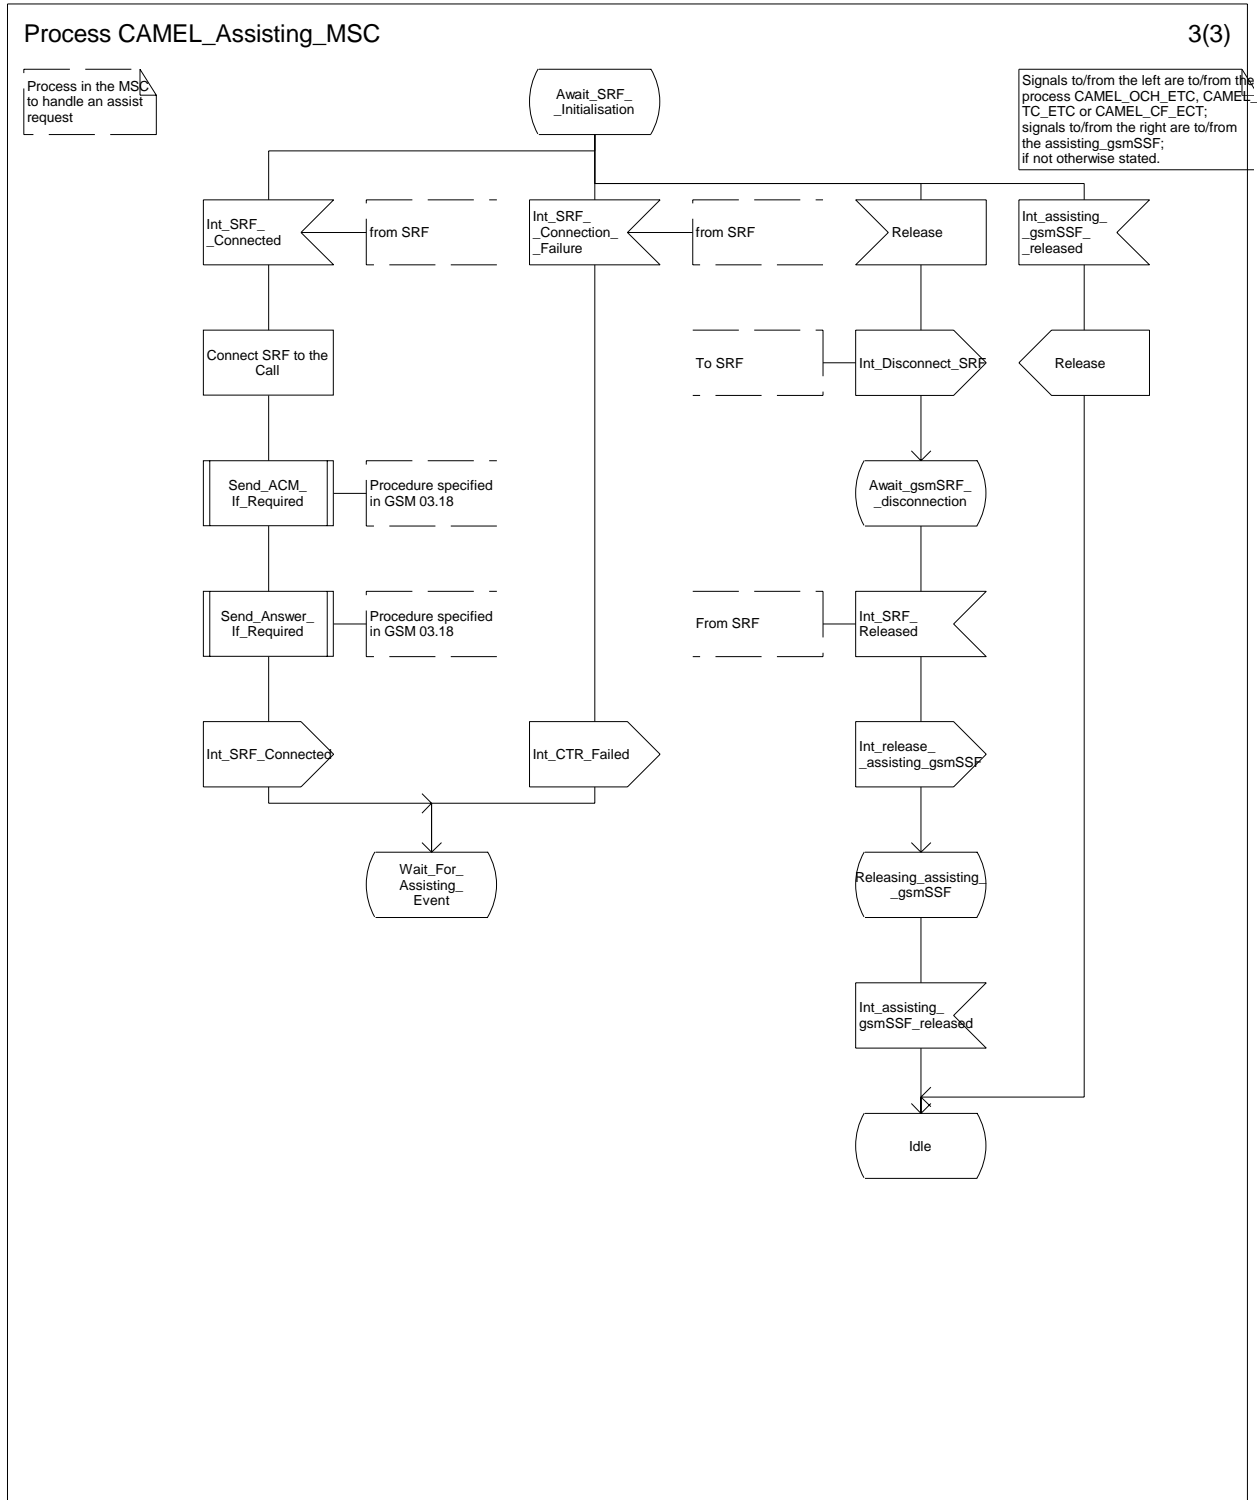 Process CAMEL_Assisting_MSC
3(3)
Process in the MSC
to handle an assist
request
Await_SRF_
_Initialisation
Signals to/from the left are to/from the
process CAMEL_OCH_ETC, CAMEL_
TC_ETC or CAMEL_CF_ECT;
signals to/from the right are to/from
the assisting_gsmSSF;
if not otherwise stated.
Int_SRF_
_Connected
from SRF
Int_SRF_
_Connection_
_Failure
from SRF
Release
Int_assisting_
_gsmSSF_
_released
Connect SRF to the
Call
To SRF
Int_Disconnect_SRF
Release
Send_ACM_
If_Required
Procedure specified
in GSM 03.18
Await_gsmSRF_
_disconnection
Send_Answer_
If_Required
Procedure specified
in GSM 03.18
From SRF
Int_SRF_
Released
Int_SRF_Connected
Int_CTR_Failed
Int_release_
_assisting_gsmSSF
Wait_For_
Assisting_
Event
Releasing_assisting_
_gsmSSF
Int_assisting_
gsmSSF_released
Idle